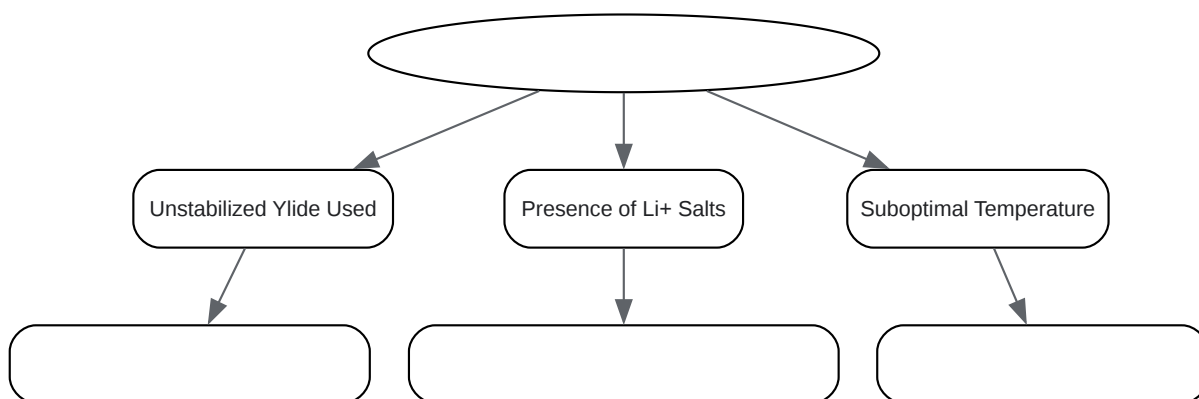 Unstabilized Ylide Used
Presence of Li+ Salts
Suboptimal Temperature